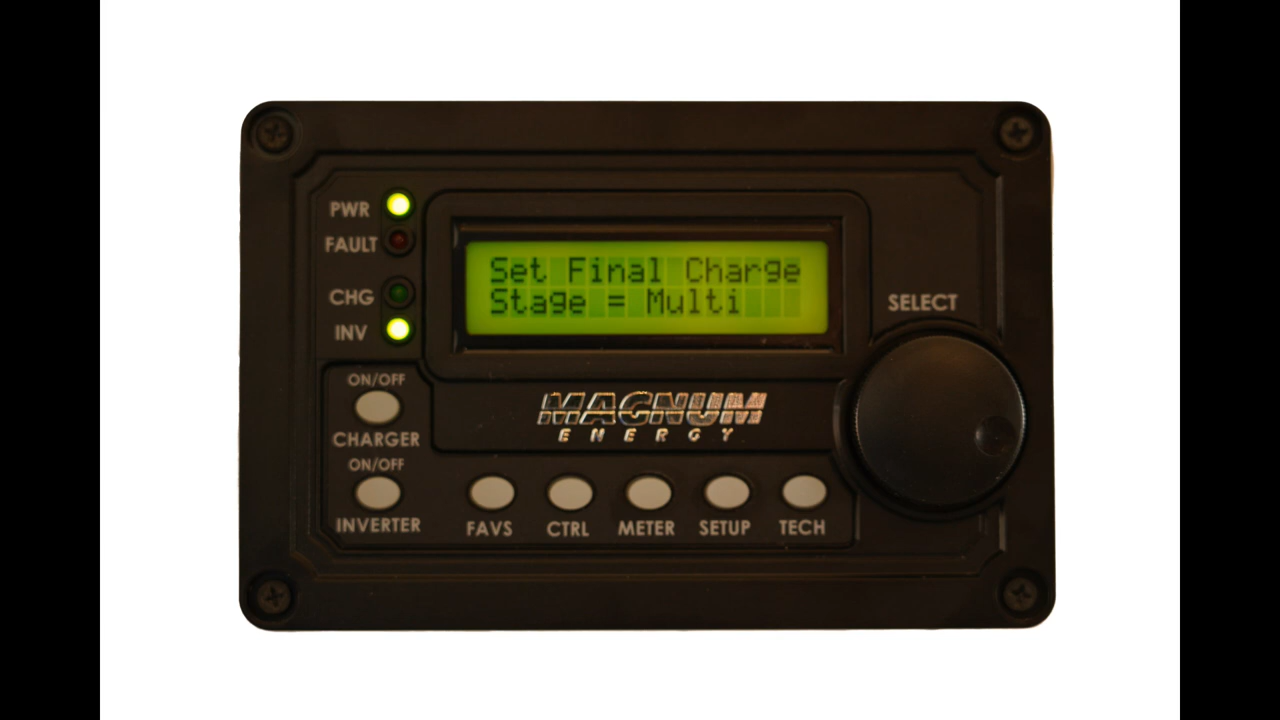 PWR
FAULT
CHG
INV
Set Final Charge
Stage = Multi
SELECT
ON/OFF
CHARGER
ON/OFF
INVERTER
MAGNUM
ENERGY
FAVS
CTRL
METER
SETUP
TECH